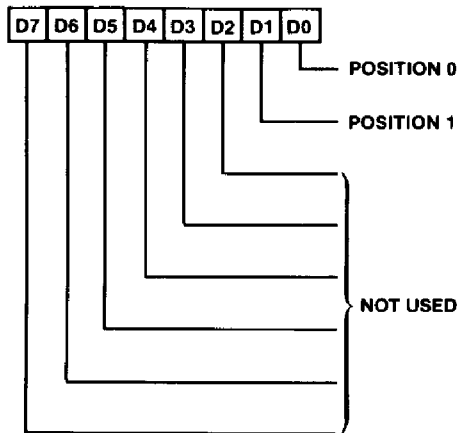 D7 D6 D5 D4 D3 D2 D1 D0
POSITION 0
POSITION 1
NOT USED